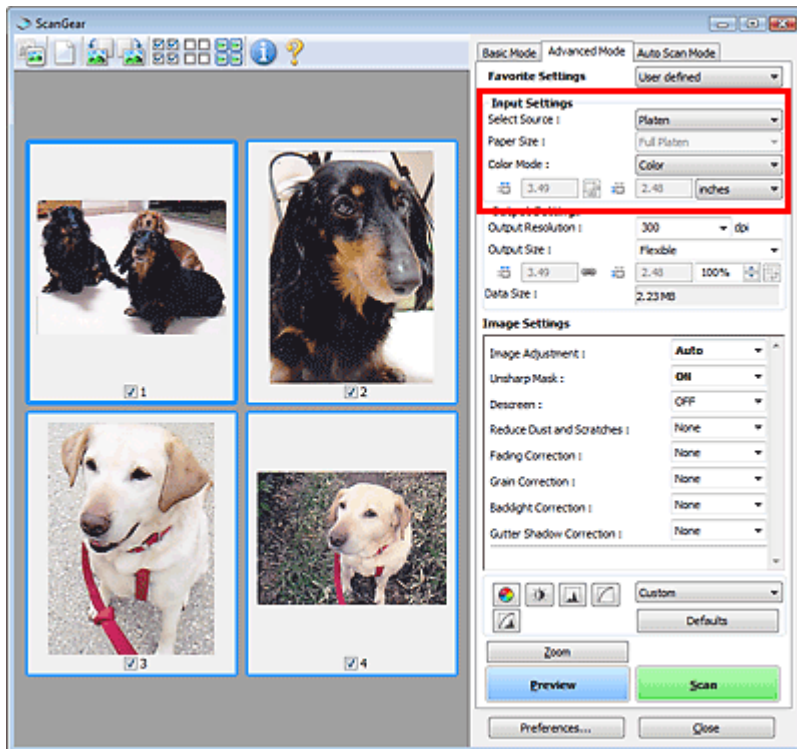 ScanGear
Basic Mode Advanced Mode Auto Scan Mode
Favorite Settings User defined
Input Settings
Select Source : Platen
Paper Size : Full Platen
Color Mode : Color
3.49 2.48 inches
Output Settings
Output Resolution : 300 dpi
Output Size : Flexible
3.49 2.48 100%
Data Size : 2.23 MB
Image Settings
Image Adjustment : Auto
Unsharp Mask : ON
Descreen : OFF
Reduce Dust and Scratches : None
Fading Correction : None
Grain Correction : None
Backlight Correction : None
Gutter Shadow Correction : None
Custom
Defaults
Zoom
Preview Scan
Preferences... Close
1 2
3 4